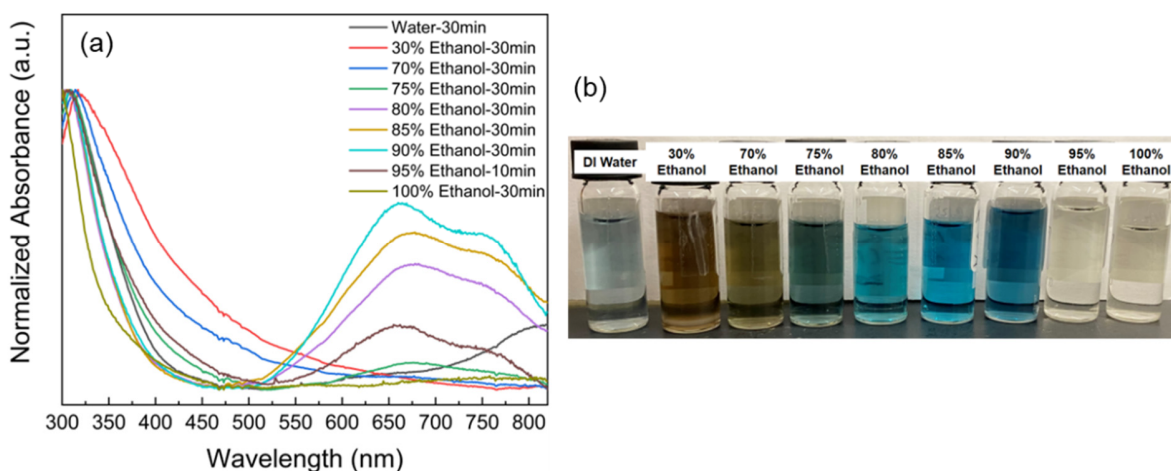 (a)
Normalized Absorbance (a.u.)
Water-30min
30% Ethanol-30min
70% Ethanol-30min
75% Ethanol-30min
80% Ethanol-30min
85% Ethanol-30min
90% Ethanol-30min
95% Ethanol-10min
100% Ethanol-30min
300 350 400 450 500 550 600 650 700 750 800
Wavelength (nm)
(b)
DI Water
30%
Ethanol
70%
Ethanol
75%
Ethanol
80%
Ethanol
85%
Ethanol
90%
Ethanol
95%
Ethanol
100%
Ethanol